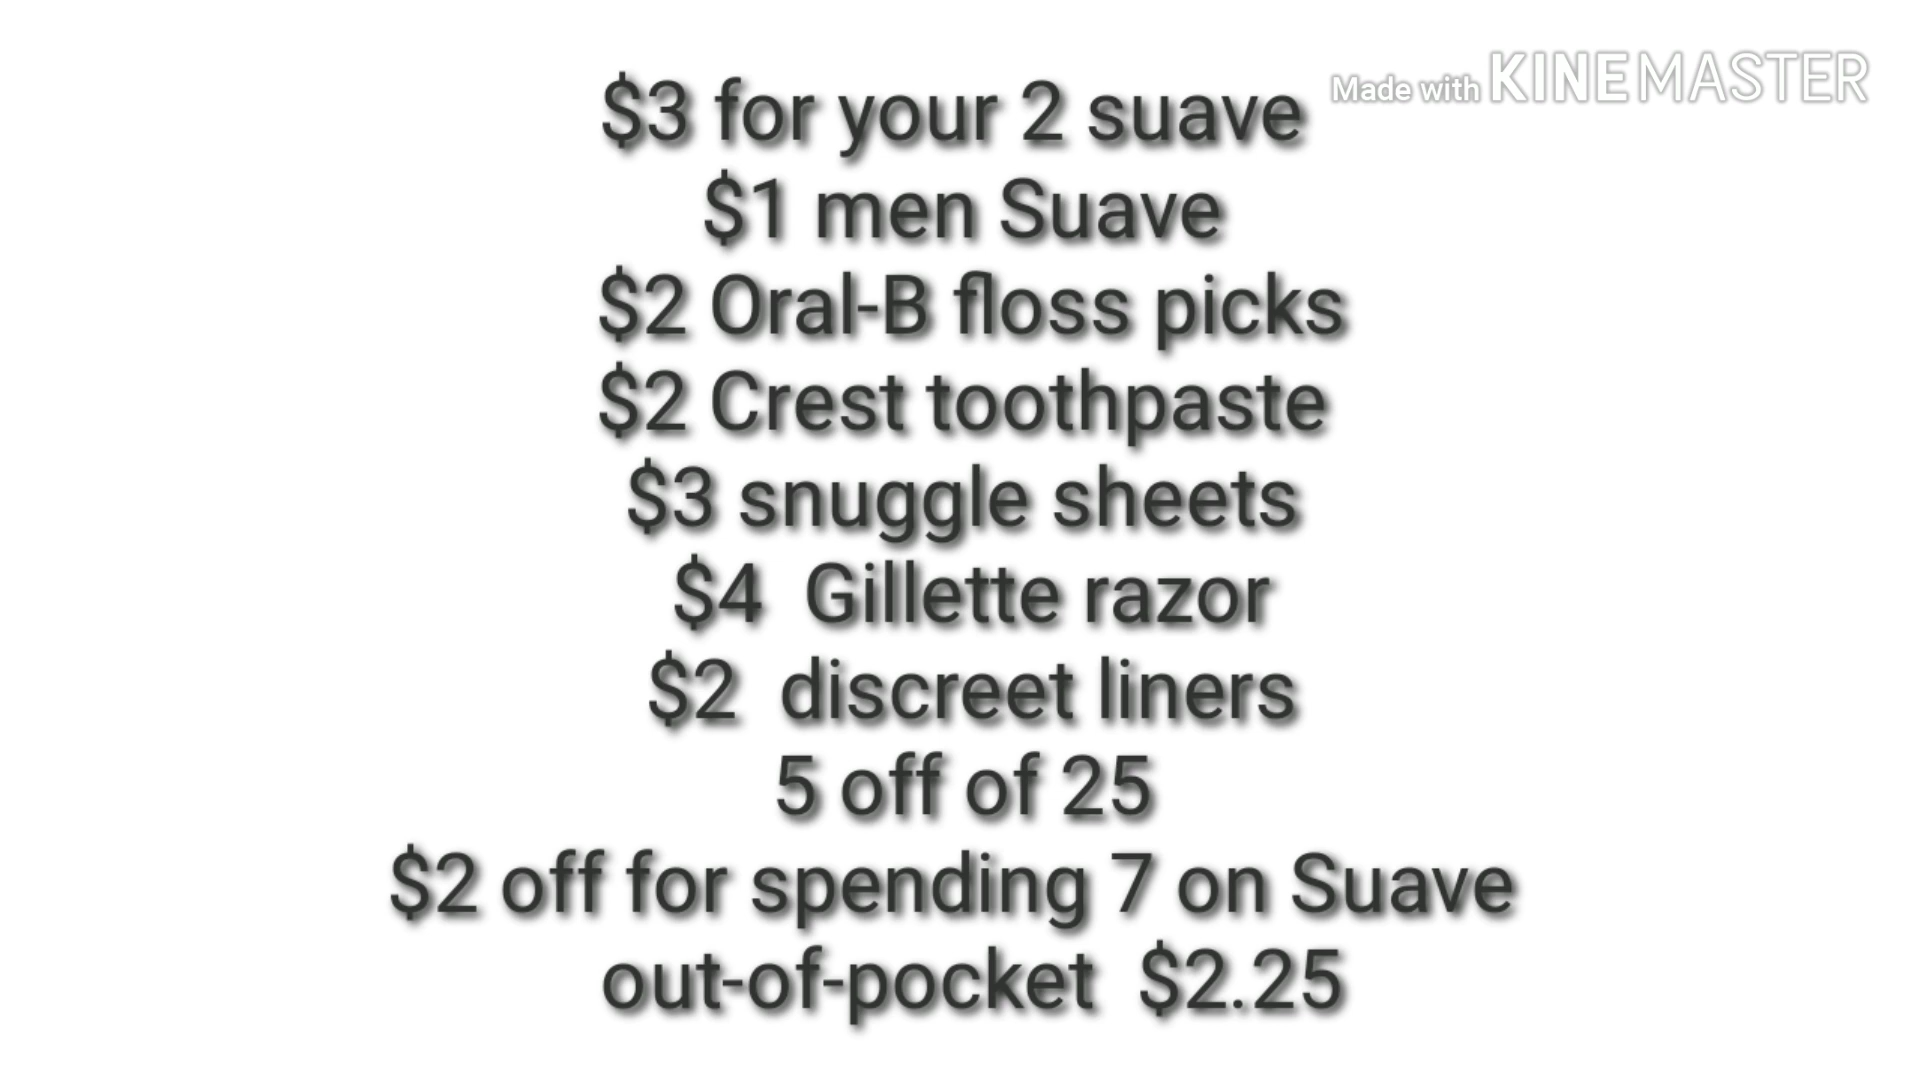 Made with KINEMASTER
$3 for your 2 suave
$1 men Suave
$2 Oral-B floss picks
$2 Crest toothpaste
$3 snuggle sheets
$4  Gillette razor
$2  discreet liners
5 off of 25
$2 off for spending 7 on Suave
out-of-pocket  $2.25